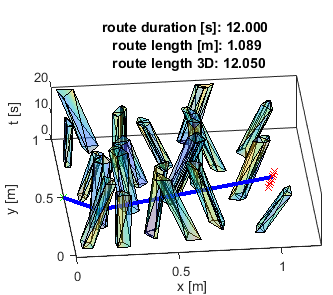 route duration [s]: 12.000
route length [m]: 1.089
route length 3D: 12.050
20
10
0
t [s]
1
0.5
0
y [m]
0
0.5
1
x [m]